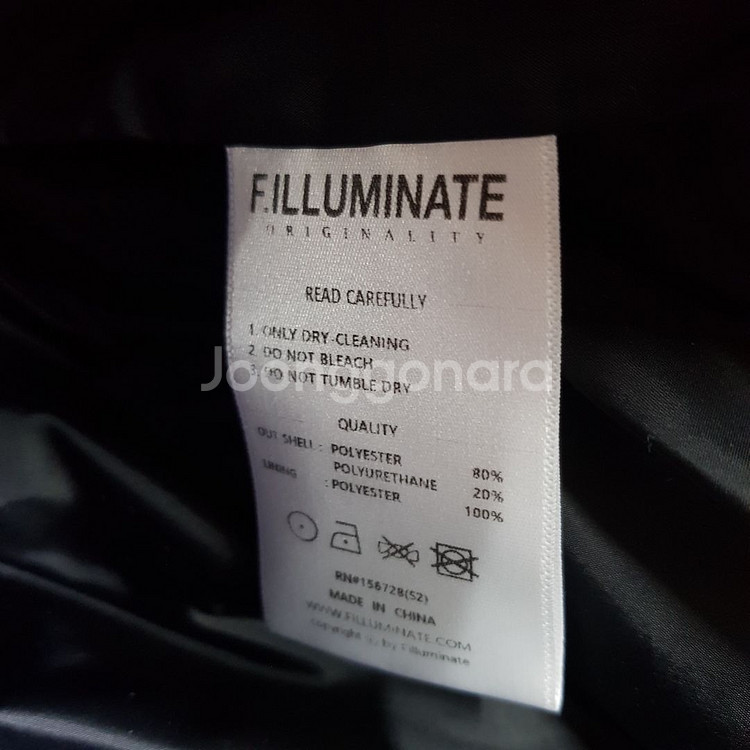 F.ILLUMINATE
ORIGINALITY
READ CAREFULLY
1. ONLY DRY-CLEANING
2. DO NOT BLEACH
3. DO NOT TUMBLE DRY
Joonggonara
QUALITY
OUT SHELL : POLYESTER 80%
POLYURETHANE 20%
LINING : POLYESTER 100%
RN#156728(S2)
MADE IN CHINA
WWW.FILLUMINATE.COM
copyright by F.illuminate